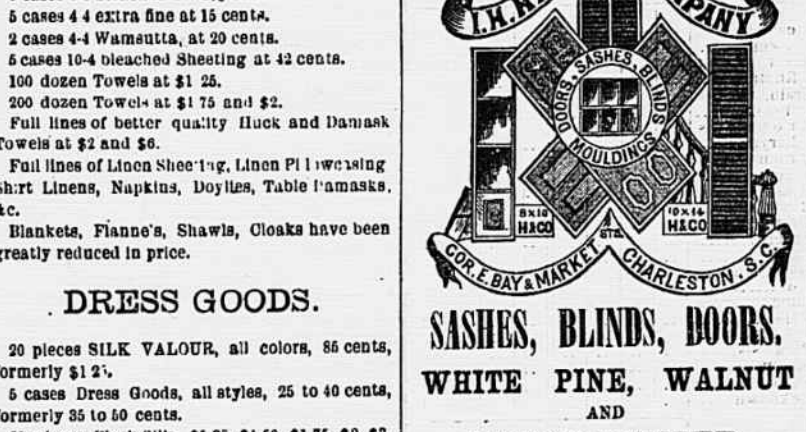 5 cases 4 4 extra fine at 15 cents.
2 cases 4-4 Wamsutta, at 20 cents.
5 cases 10-4 bleached Sheeting at 42 cents.
100 dozen Towels at $1 25.
200 dozen Towels at $1 75 and $2.
Full lines of better quality Huck and Damask
Towels at $2 and $6.
Full lines of Linen Sheeting, Linen Pillowcasing
Shirt Linens, Napkins, Doylies, Table Damasks,
&c.
Blankets, Flanne's, Shawls, Cloaks have been
greatly reduced in price.
DRESS GOODS.
20 pieces SILK VALOUR, all colors, 85 cents,
formerly $1 25.
5 cases Dress Goods, all styles, 25 to 40 cents,
formerly 35 to 50 cents.
I.H.H
PANY
DOORS, SASHES, BLINDS
MOULDINGS
8x10
H&CO
10x14
H&CO
COR. E. BAY & MARKET STS. CHARLESTON. S.C.
SASHES, BLINDS, DOORS.
WHITE PINE, WALNUT
AND